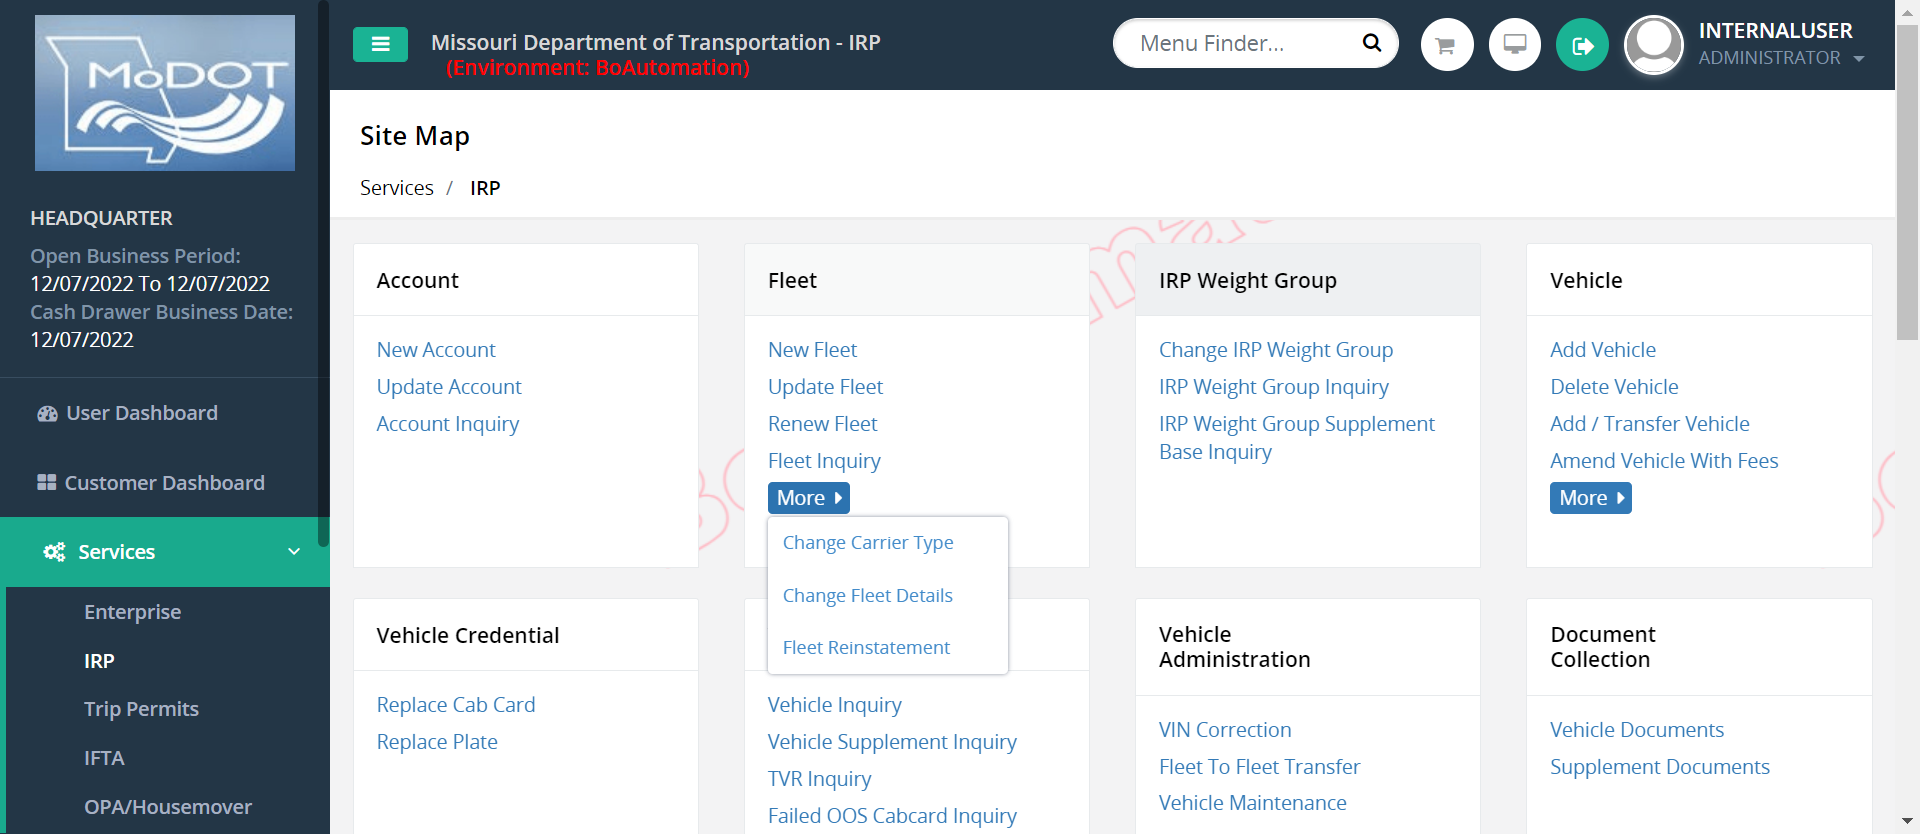 MoDOT
HEADQUARTER
Open Business Period:
12/07/2022 To 12/07/2022
Cash Drawer Business Date:
12/07/2022
User Dashboard
Customer Dashboard
Services
Enterprise
IRP
Trip Permits
IFTA
OPA/Housemover
Missouri Department of Transportation - IRP
(Environment: BoAutomation)
Menu Finder...
INTERNALUSER
ADMINISTRATOR
Site Map
Services / IRP
Account
New Account
Update Account
Account Inquiry
Fleet
New Fleet
Update Fleet
Renew Fleet
Fleet Inquiry
More
Change Carrier Type
Change Fleet Details
Fleet Reinstatement
IRP Weight Group
Change IRP Weight Group
IRP Weight Group Inquiry
IRP Weight Group Supplement
Base Inquiry
Vehicle
Add Vehicle
Delete Vehicle
Add / Transfer Vehicle
Amend Vehicle With Fees
More
Vehicle Credential
Replace Cab Card
Replace Plate
Vehicle Inquiry
Vehicle Supplement Inquiry
TVR Inquiry
Failed OOS Cabcard Inquiry
Vehicle
Administration
VIN Correction
Fleet To Fleet Transfer
Vehicle Maintenance
Document
Collection
Vehicle Documents
Supplement Documents